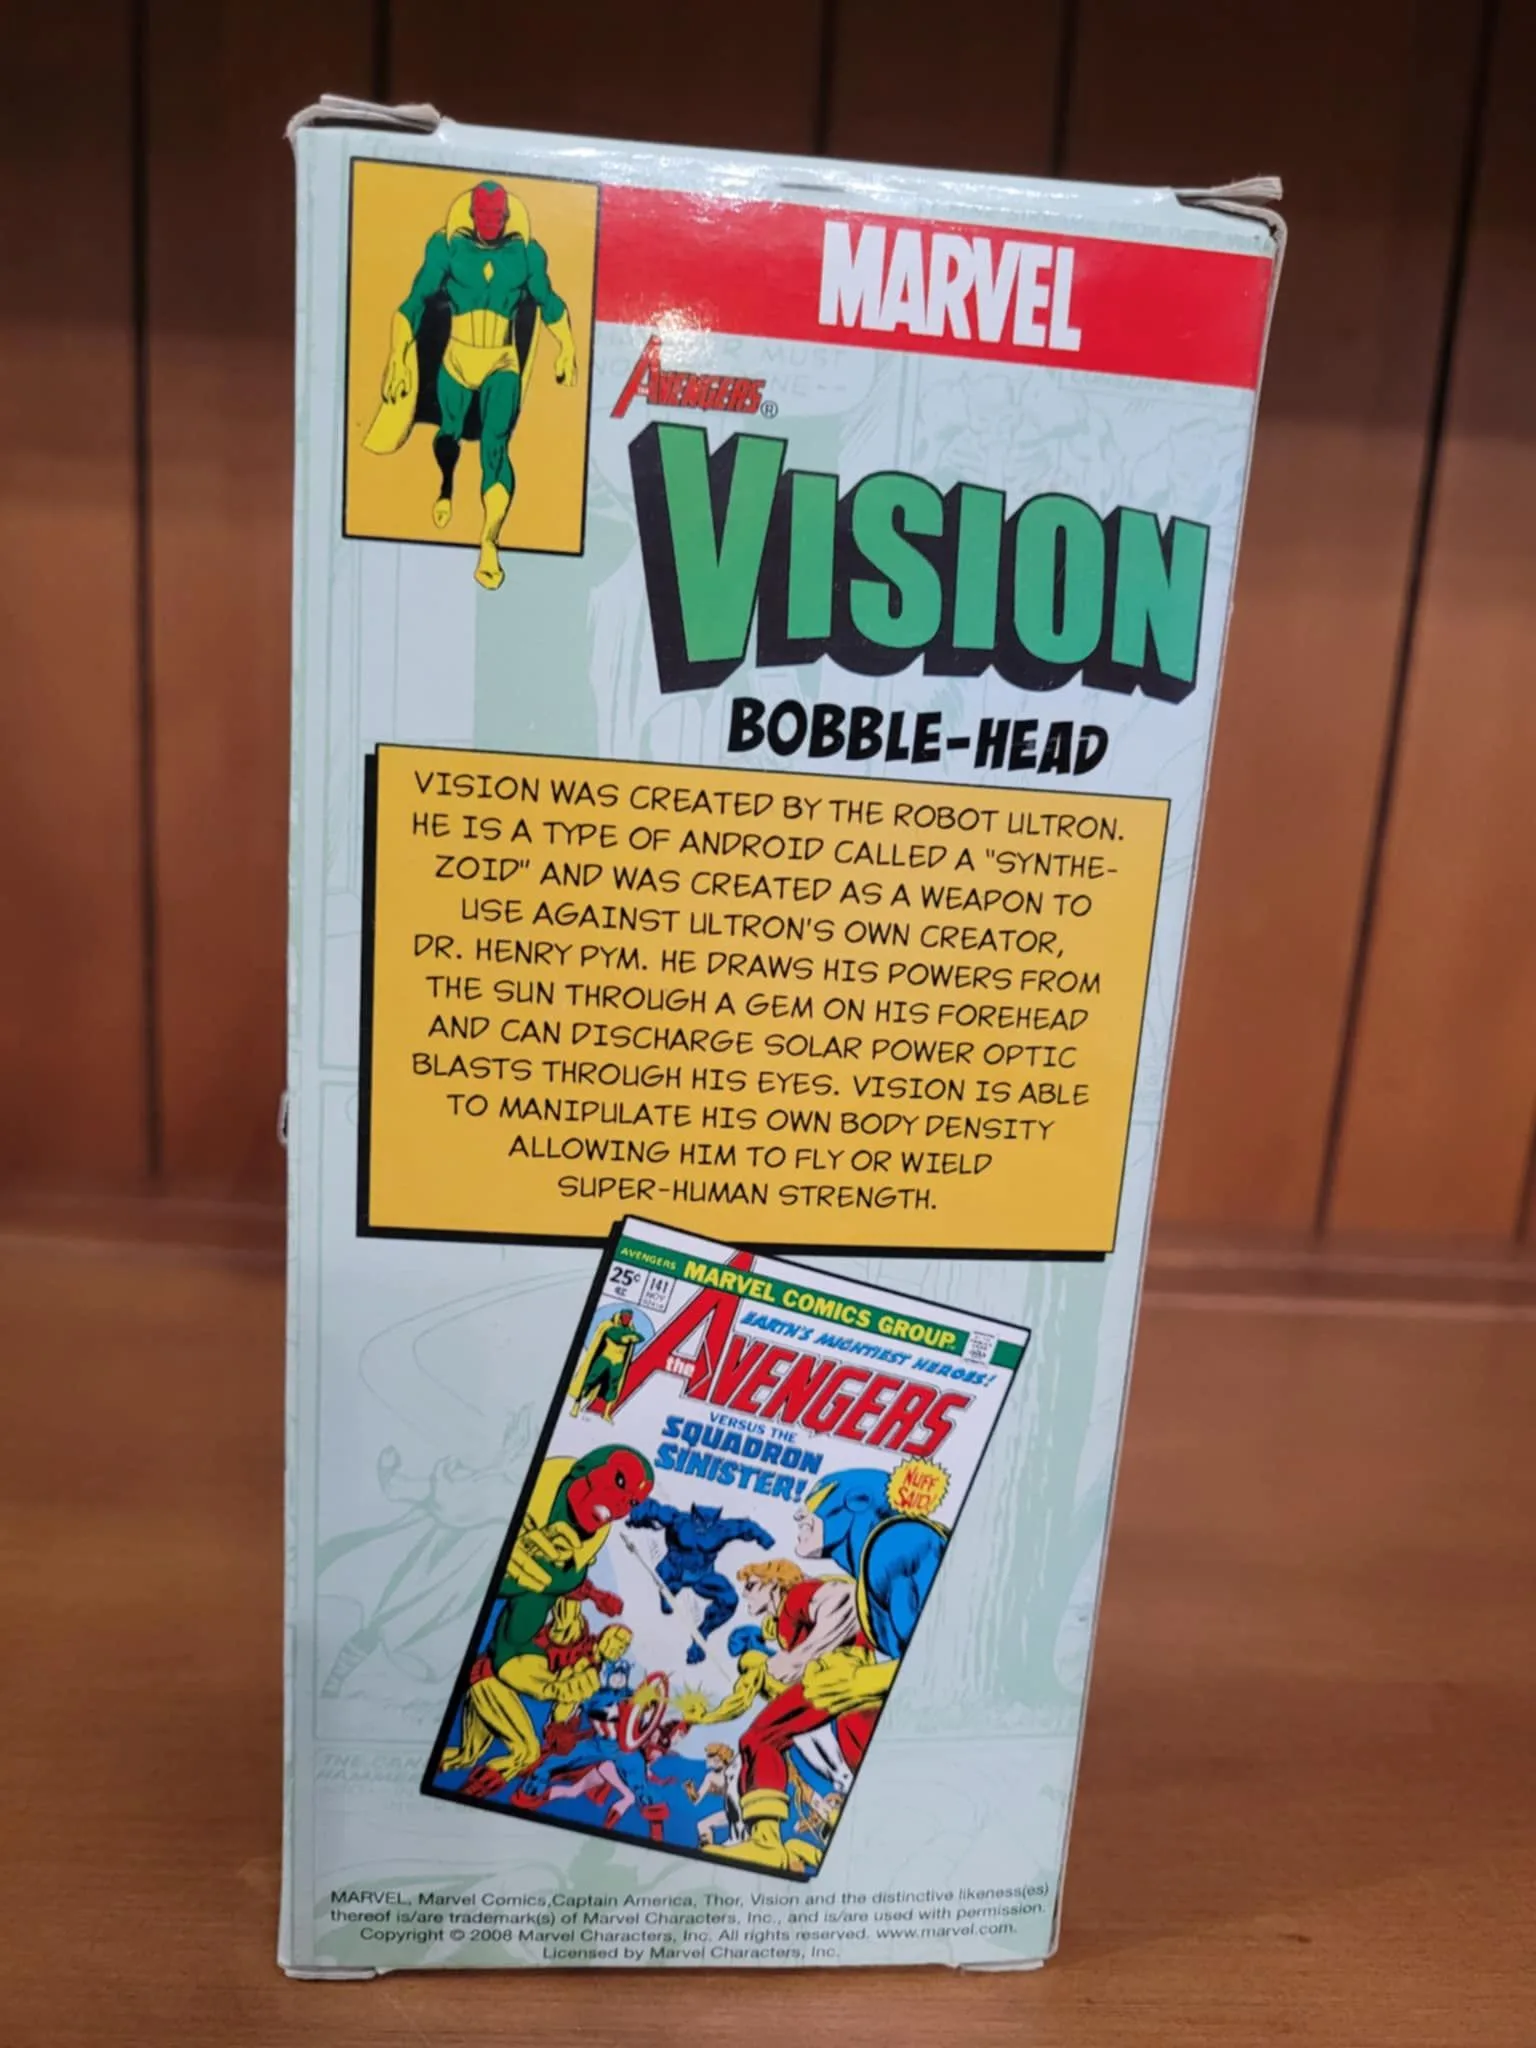 MARVEL
AVENGERS®
VISION
BOBBLE-HEAD
VISION WAS CREATED BY THE ROBOT ULTRON.
HE IS A TYPE OF ANDROID CALLED A "SYNTHE-
ZOID" AND WAS CREATED AS A WEAPON TO
USE AGAINST ULTRON'S OWN CREATOR,
DR. HENRY PYM. HE DRAWS HIS POWERS FROM
THE SUN THROUGH A GEM ON HIS FOREHEAD
AND CAN DISCHARGE SOLAR POWER OPTIC
BLASTS THROUGH HIS EYES. VISION IS ABLE
TO MANIPULATE HIS OWN BODY DENSITY
ALLOWING HIM TO FLY OR WIELD
SUPER-HUMAN STRENGTH.
AVENGERS MARVEL COMICS GROUP
25¢ 141
NOV
EARTH'S MIGHTIEST HEROES!
the AVENGERS
VERSUS THE
SQUADRON
SINISTER!
NUFF
SAID!
MARVEL, Marvel Comics,Captain America, Thor, Vision and the distinctive likeness(es)
thereof is/are trademark(s) of Marvel Characters, Inc., and is/are used with permission.
Copyright © 2008 Marvel Characters, Inc. All rights reserved. www.marvel.com.
Licensed by Marvel Characters, Inc.